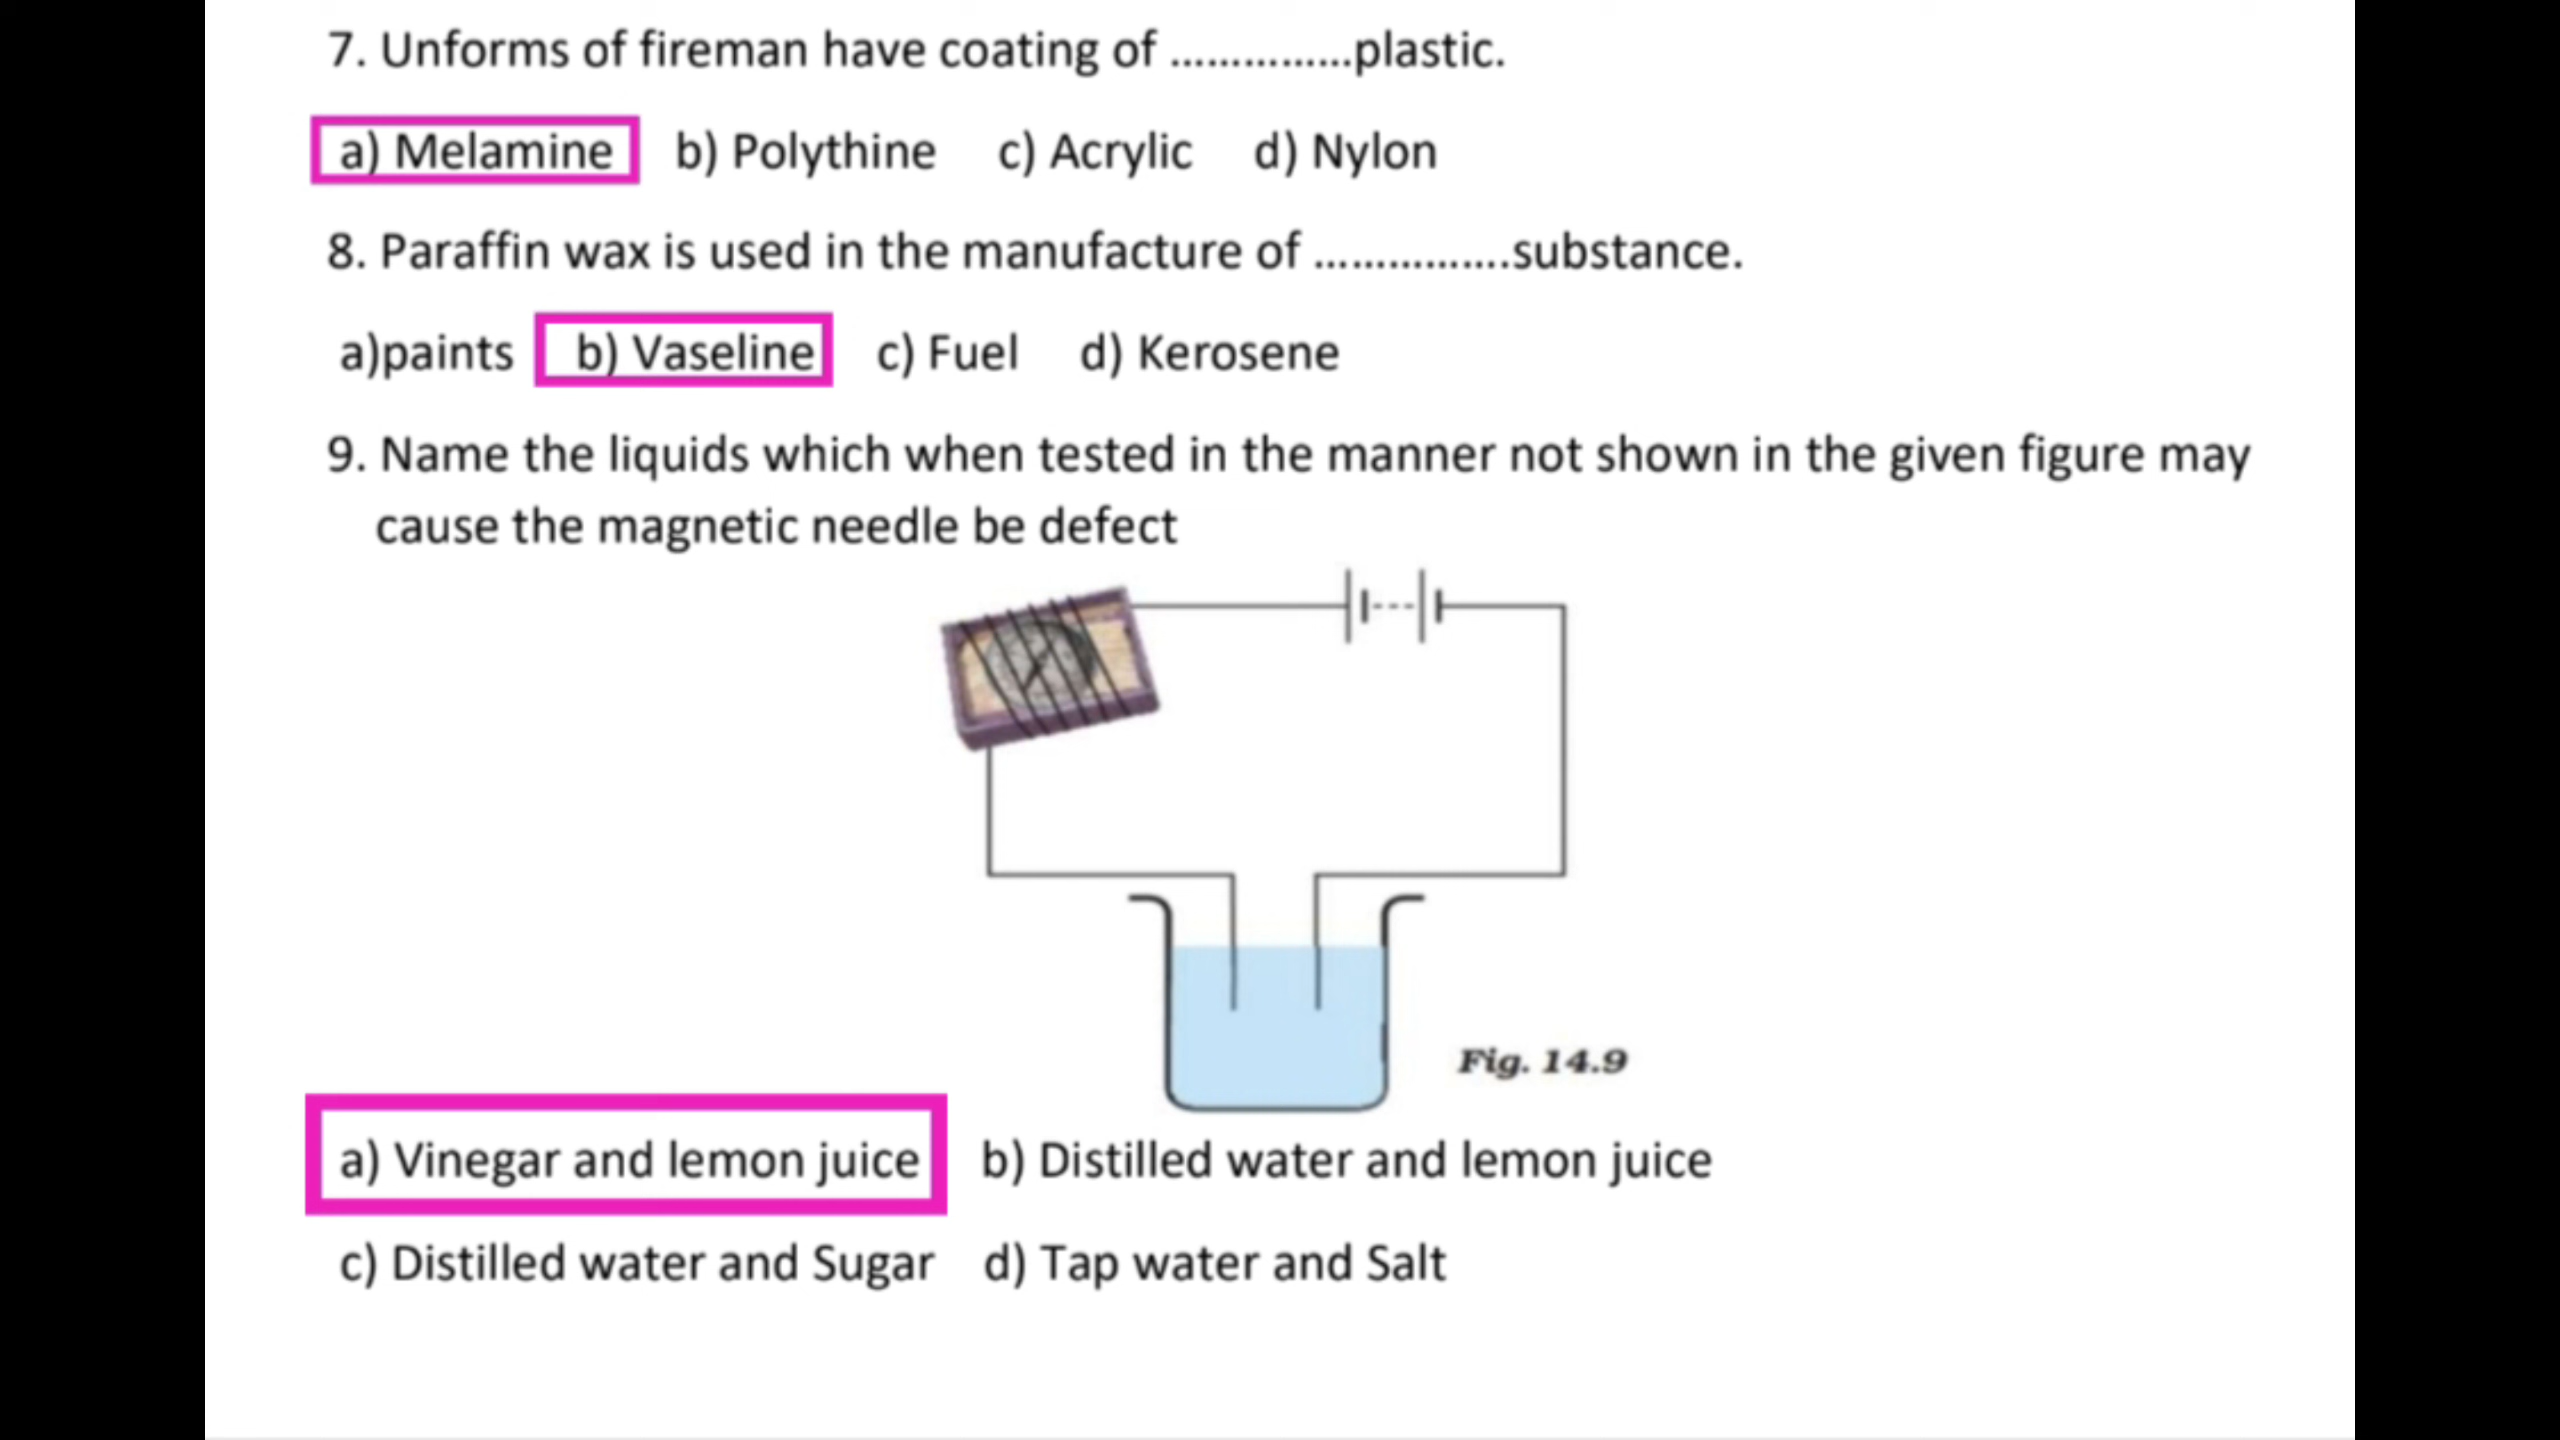 7. Unforms of fireman have coating of ...............plastic.
a) Melamine b) Polythine c) Acrylic d) Nylon
8. Paraffin wax is used in the manufacture of ................substance.
a)paints b) Vaseline c) Fuel d) Kerosene
9. Name the liquids which when tested in the manner not shown in the given figure may
cause the magnetic needle be defect
Fig. 14.9
a) Vinegar and lemon juice b) Distilled water and lemon juice
c) Distilled water and Sugar d) Tap water and Salt